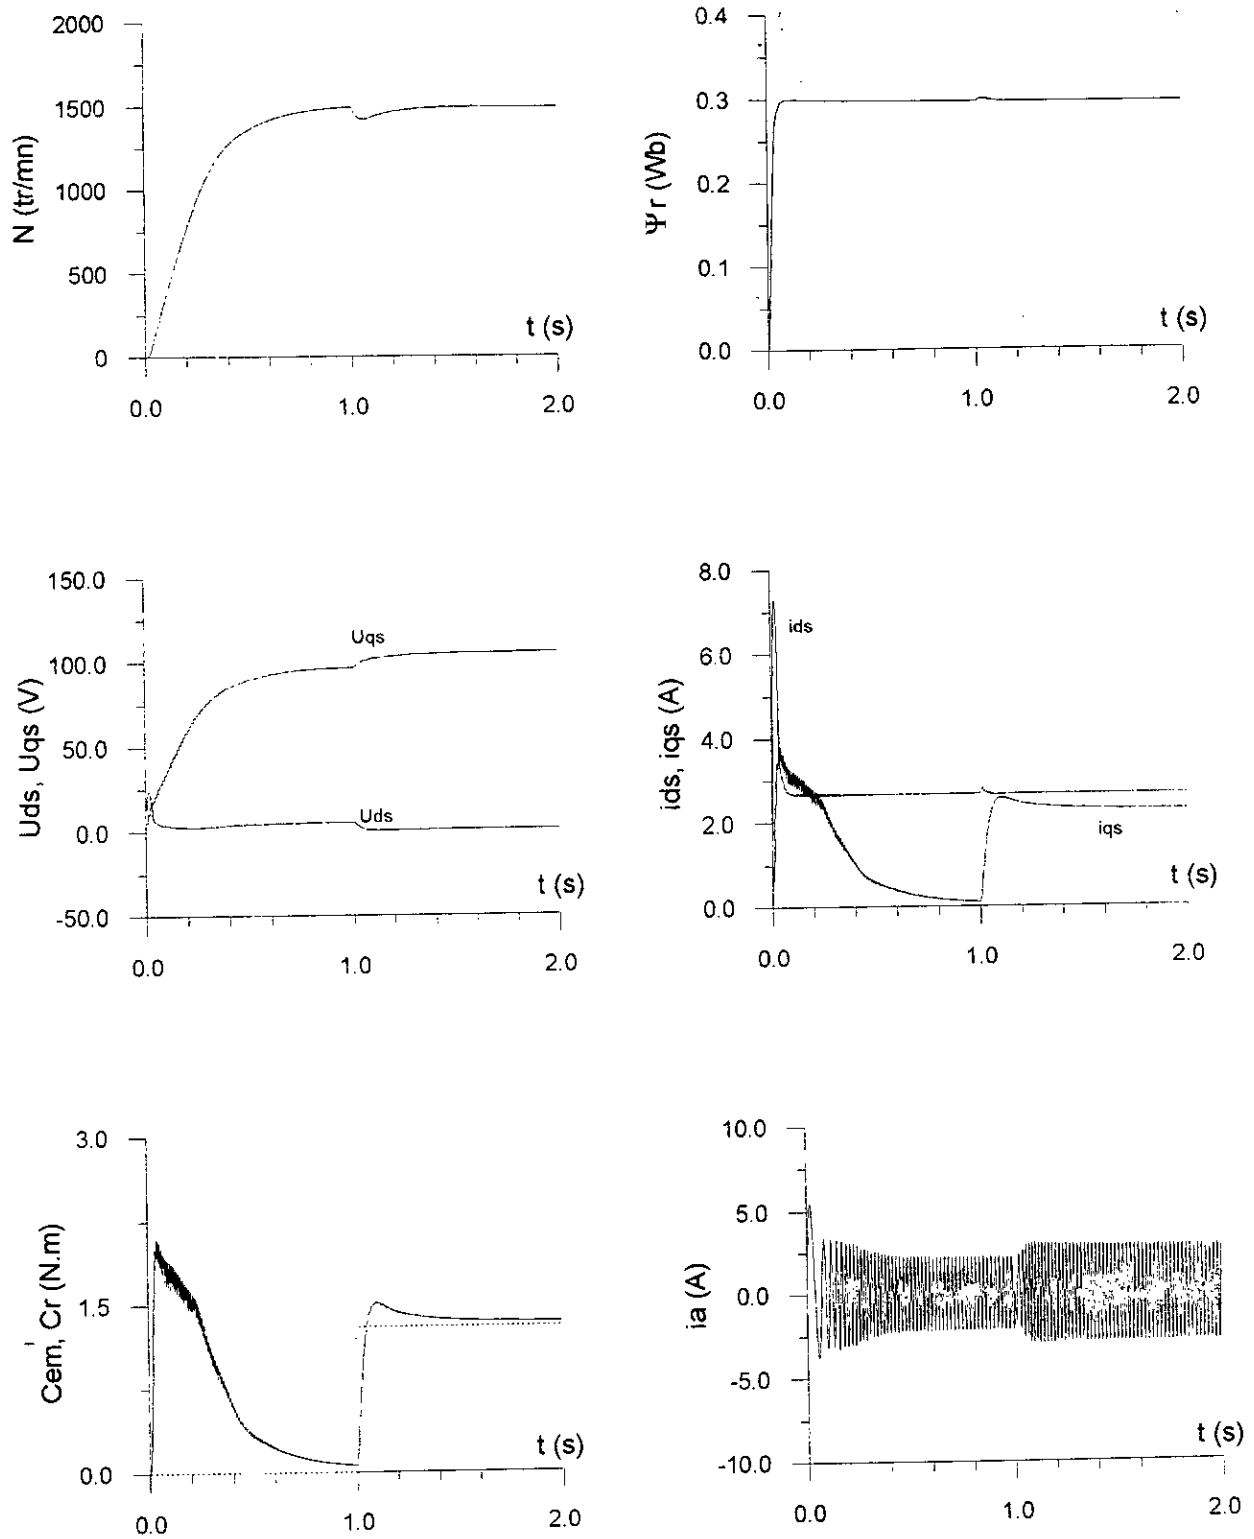 2000
1500
1000
500
0
N (tr/mn)
t (s)
0.0
1.0
2.0
0.4
0.3
0.2
0.1
0.0
Ψr (Wb)
t (s)
0.0
1.0
2.0
150.0
100.0
50.0
0.0
-50.0
Uds, Uqs (V)
Uqs
Uds
t (s)
0.0
1.0
2.0
8.0
6.0
4.0
2.0
0.0
ids, iqs (A)
ids
iqs
t (s)
0.0
1.0
2.0
3.0
1.5
0.0
Cem, Cr (N.m)
t (s)
0.0
1.0
2.0
10.0
5.0
0.0
-5.0
-10.0
ia (A)
t (s)
0.0
1.0
2.0